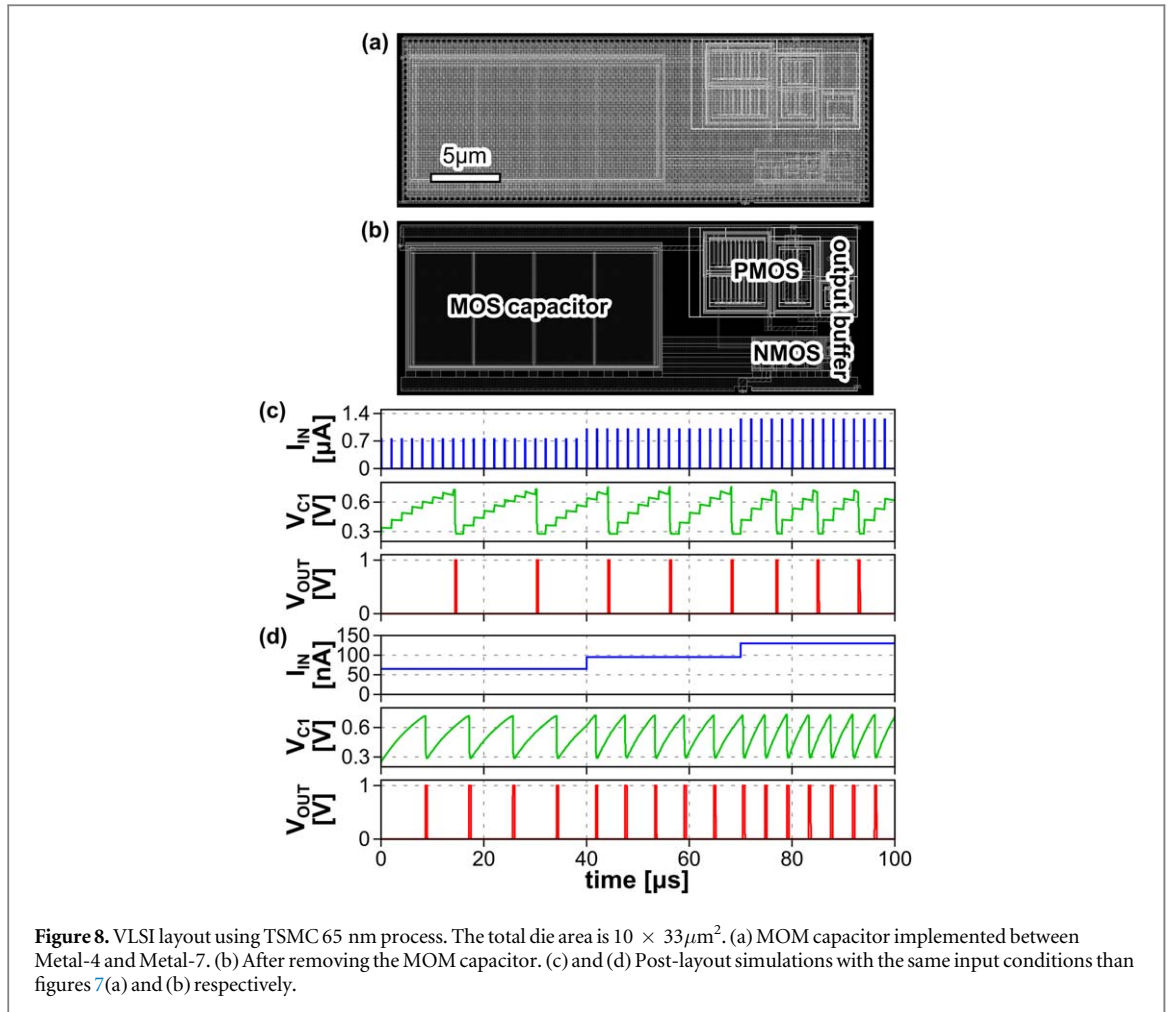 (a)
5μm
(b)
MOS capacitor
PMOS
NMOS
output buffer
(c)
I_IN [μA]
1.4
0.7
0
V_C1 [V]
0.6
0.3
V_OUT [V]
1
0
(d)
I_IN [nA]
150
100
50
0
V_C1 [V]
0.6
0.3
V_OUT [V]
1
0
0 20 40 60 80 100
time [μs]
Figure 8. VLSI layout using TSMC 65 nm process. The total die area is 10 × 33μm². (a) MOM capacitor implemented between
Metal-4 and Metal-7. (b) After removing the MOM capacitor. (c) and (d) Post-layout simulations with the same input conditions than
figures 7(a) and (b) respectively.